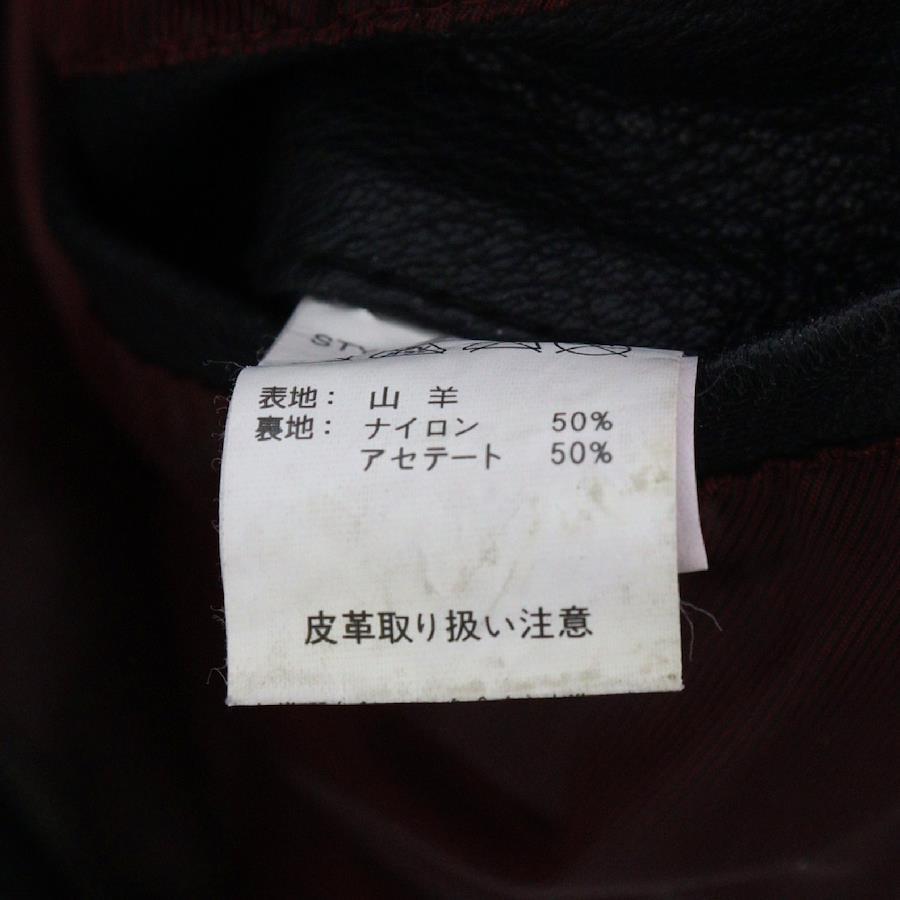 表地： 山羊
裏地： ナイロン 50%
アセテート 50%
皮革取り扱い注意